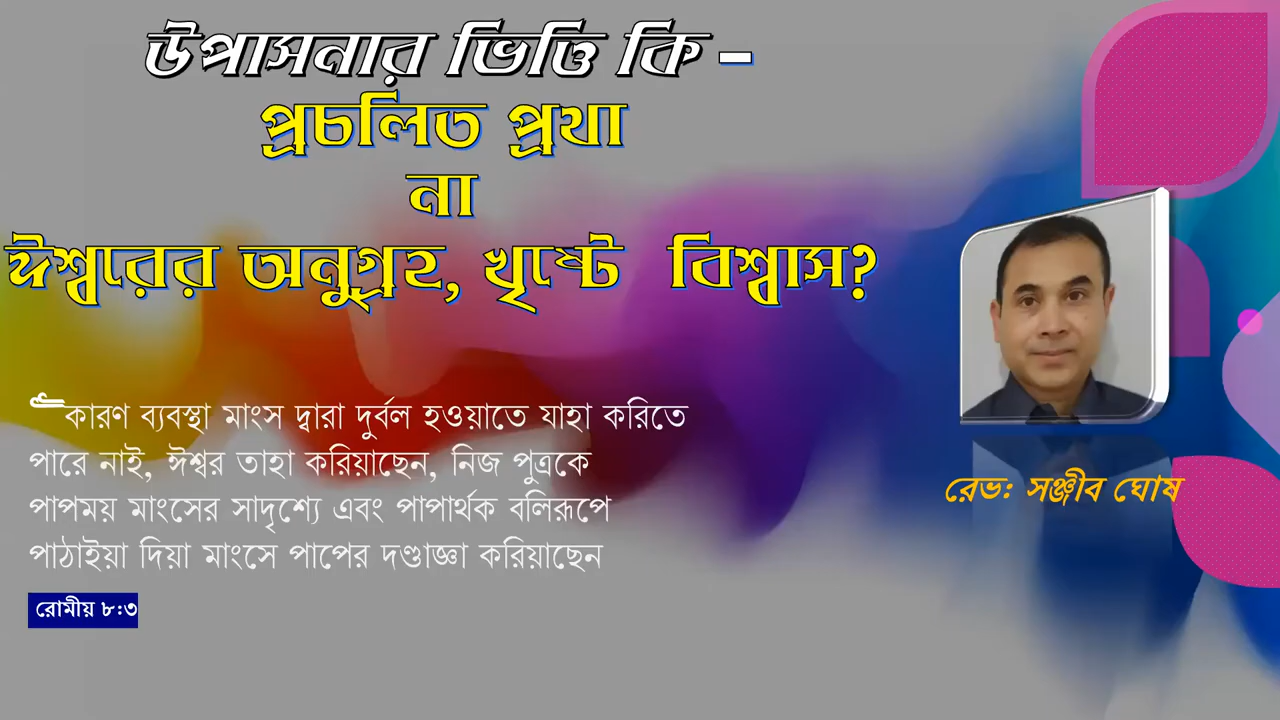 উপাসনার ভিত্তি কি –
প্রচলিত প্রথা
না
ঈশ্বরের অনুগ্রহ, খৃষ্টে বিশ্বাস?
কারণ ব্যবস্থা মাংস দ্বারা দুর্বল হওয়াতে যাহা করিতে
পারে নাই, ঈশ্বর তাহা করিয়াছেন, নিজ পুত্রকে
পাপময় মাংসের সাদৃশ্যে এবং পাপার্থক বলিরূপে
পাঠাইয়া দিয়া মাংসে পাপের দণ্ডাজ্ঞা করিয়াছেন
রোমীয় ৮:৩
রেভঃ সঞ্জীব ঘোষ